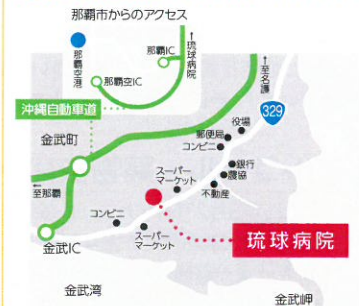 那覇市からのアクセス
那覇空港
那覇IC
那覇空IC
↑琉球病院
沖縄自動車道
↑至名護
329
金武町
役場
郵便局
コンビニ
銀行
農協
不動産
スーパー
マーケット
←至那覇
コンビニ
スーパー
マーケット
琉球病院
金武IC
金武湾
金武岬